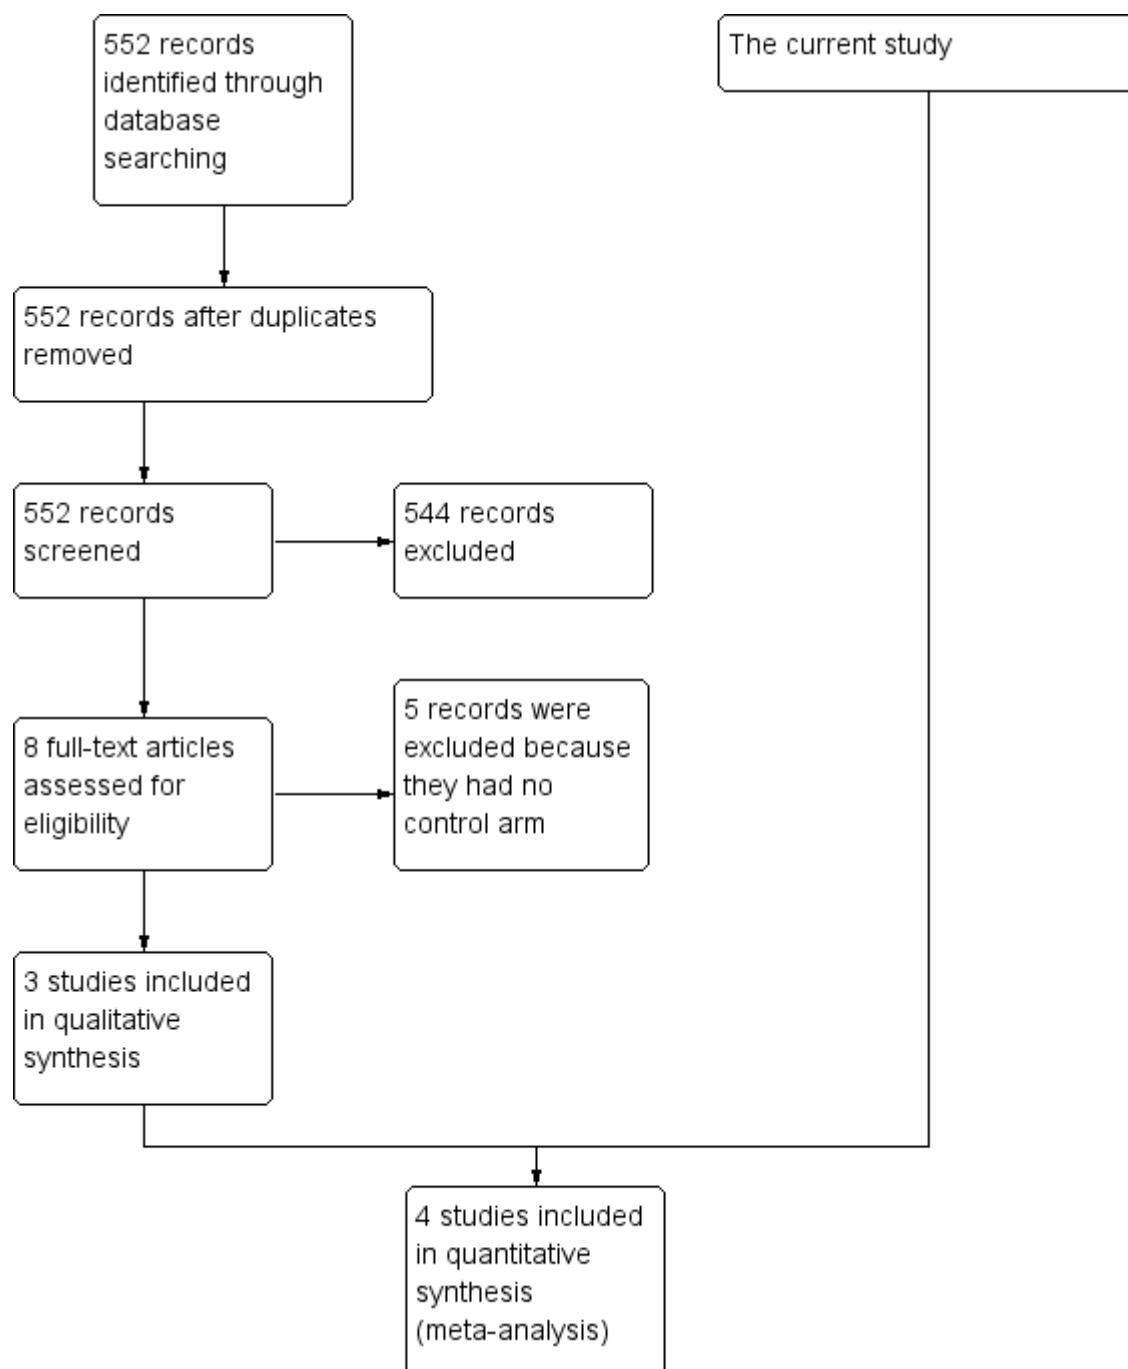 552 records
identified through
database
searching
The current study
552 records after duplicates
removed
552 records
screened
544 records
excluded
8 full-text articles
assessed for
eligibility
5 records were
excluded because
they had no
control arm
3 studies included
in qualitative
synthesis
4 studies included
in quantitative
synthesis
(meta-analysis)